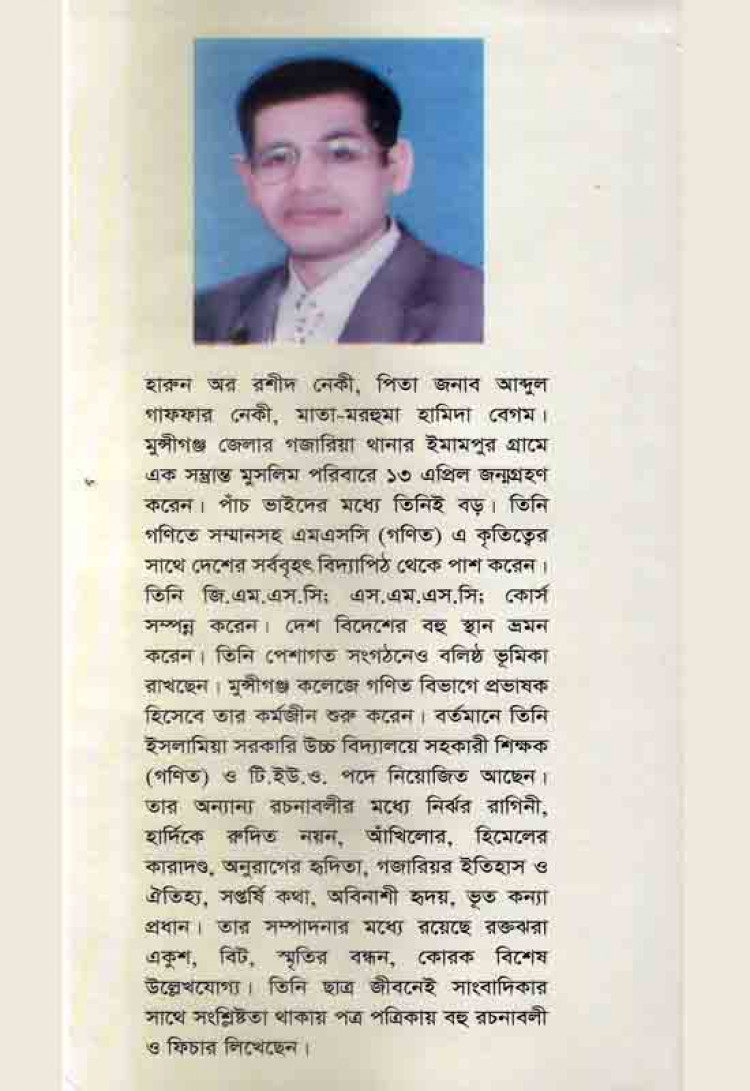 হারুন অর রশীদ নেকী, পিতা জনাব আব্দুল
গাফফার নেকী, মাতা-মরহুমা হামিদা বেগম।
মুন্সীগঞ্জ জেলার গজারিয়া থানার ইমামপুর গ্রামে
এক সম্ভ্রান্ত মুসলিম পরিবারে ১৩ এপ্রিল জন্মগ্রহণ
করেন। পাঁচ ভাইদের মধ্যে তিনিই বড়। তিনি
গণিতে সম্মানসহ এমএসসি (গণিত) এ কৃতিত্বের
সাথে দেশের সর্ববৃহৎ বিদ্যাপিঠ থেকে পাশ করেন।
তিনি জি.এম.এস.সি; এস.এম.এস.সি; কোর্স
সম্পন্ন করেন। দেশ বিদেশের বহু স্থান ভ্রমন
করেন। তিনি পেশাগত সংগঠনেও বলিষ্ঠ ভূমিকা
রাখছেন। মুন্সীগঞ্জ কলেজে গণিত বিভাগে প্রভাষক
হিসেবে তার কর্মজীন শুরু করেন। বর্তমানে তিনি
ইসলামিয়া সরকারি উচ্চ বিদ্যালয়ে সহকারী শিক্ষক
(গণিত) ও টি.ইউ.ও. পদে নিয়োজিত আছেন।
তার অন্যান্য রচনাবলীর মধ্যে নির্ঝর রাগিনী,
হার্দিকে রুদিত নয়ন, আঁখিলোর, হিমেলের
কারাদণ্ড, অনুরাগের হৃদিতা, গজারিয়র ইতিহাস ও
ঐতিহ্য, সপ্তর্ষি কথা, অবিনাশী হৃদয়, ভূত কন্যা
প্রধান। তার সম্পাদনার মধ্যে রয়েছে রক্তঝরা
একুশ, বিট, স্মৃতির বন্ধন, কোরক বিশেষ
উল্লেখযোগ্য। তিনি ছাত্র জীবনেই সাংবাদিকার
সাথে সংশ্লিষ্টতা থাকায় পত্র পত্রিকায় বহু রচনাবলী
ও ফিচার লিখেছেন।